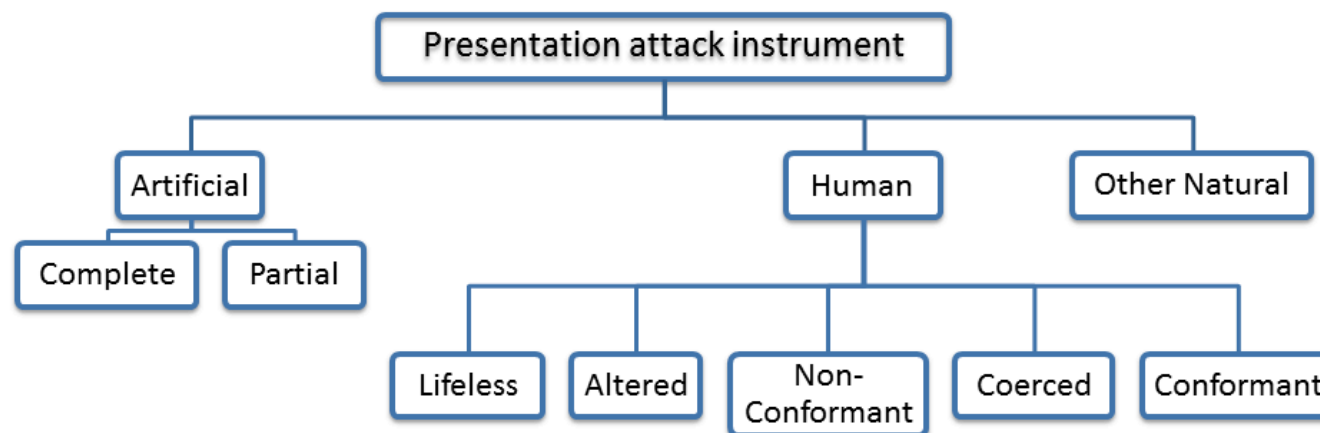 Presentation attack instrument
Artificial
Human
Other Natural
Complete
Partial
Lifeless
Altered
Non-
Conformant
Coerced
Conformant